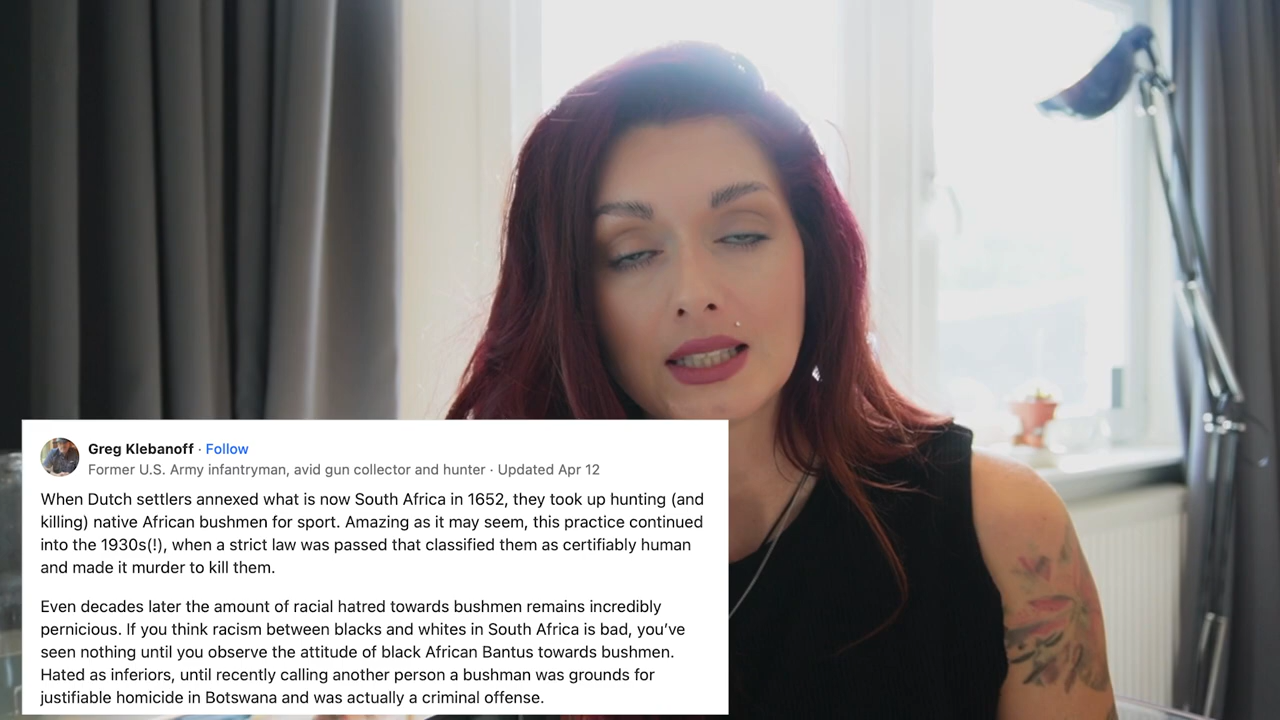 Greg Klebanoff · Follow
Former U.S. Army infantryman, avid gun collector and hunter · Updated Apr 12
When Dutch settlers annexed what is now South Africa in 1652, they took up hunting (and
killing) native African bushmen for sport. Amazing as it may seem, this practice continued
into the 1930s(!), when a strict law was passed that classified them as certifiably human
and made it murder to kill them.
Even decades later the amount of racial hatred towards bushmen remains incredibly
pernicious. If you think racism between blacks and whites in South Africa is bad, you’ve
seen nothing until you observe the attitude of black African Bantus towards bushmen.
Hated as inferiors, until recently calling another person a bushman was grounds for
justifiable homicide in Botswana and was actually a criminal offense.